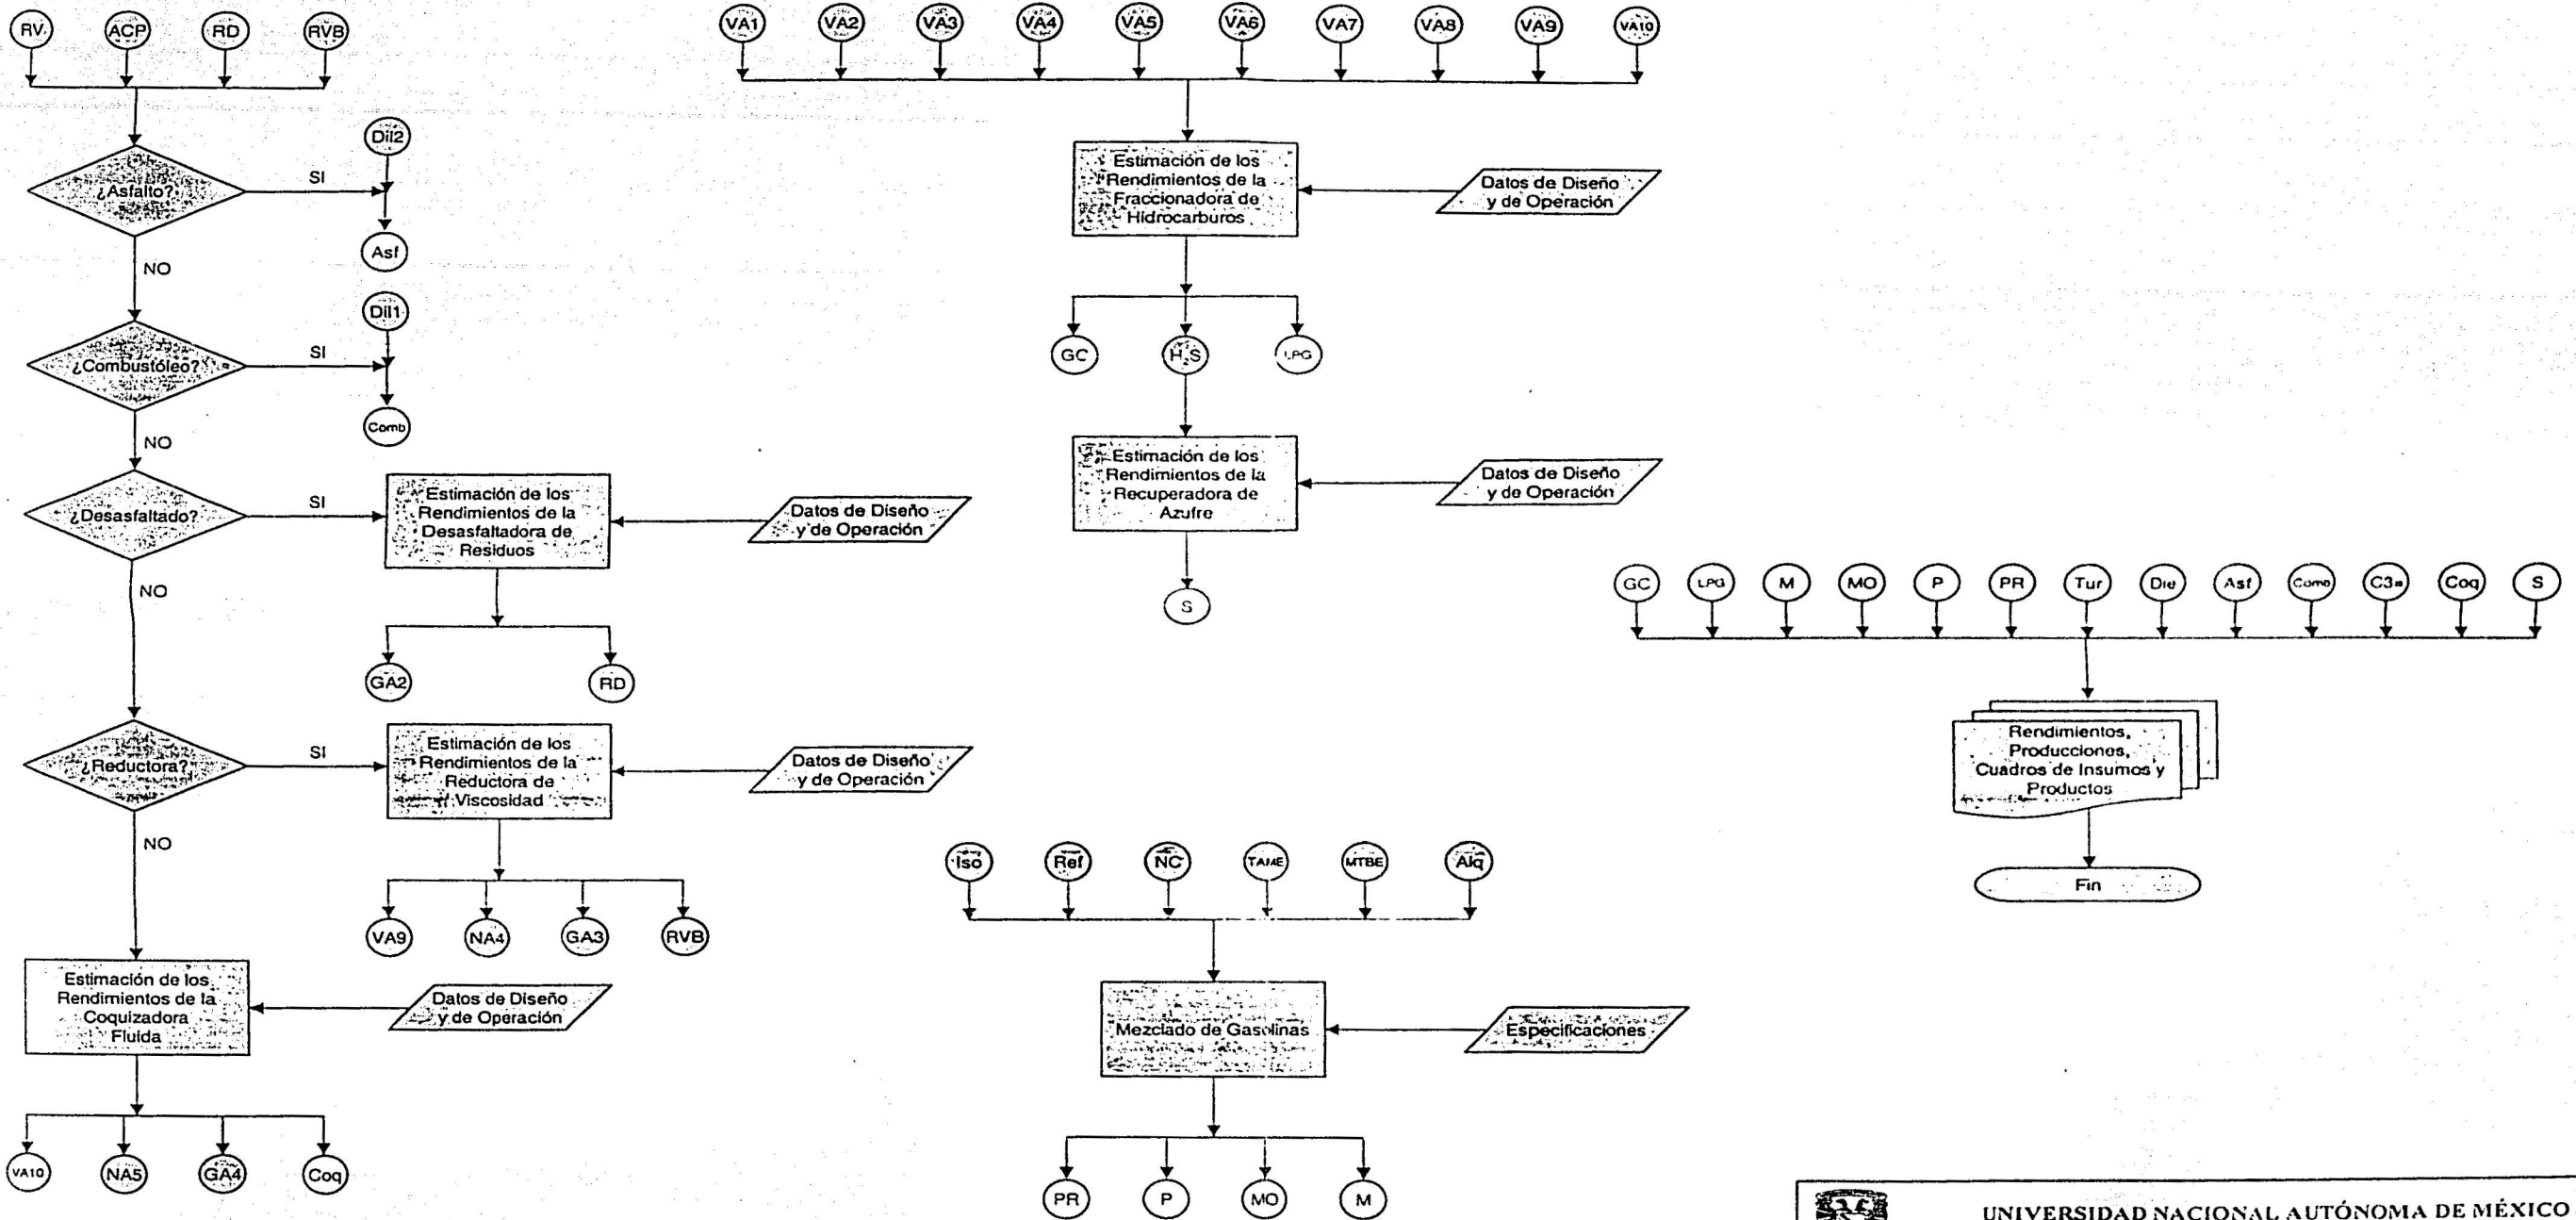 RV
ACP
RD
RVB
¿Asfalto?
SI
Dil2
Asf
NO
¿Combustóleo?
SI
Dil1
Comb
NO
¿Desasfaltado?
SI
Estimación de los
Rendimientos de la
Desasfaltadora de
Residuos
Datos de Diseño
y de Operación
GA2
RD
NO
¿Reductora?
SI
Estimación de los
Rendimientos de la
Reductora de
Viscosidad
Datos de Diseño
y de Operación
VA9
NA4
GA3
RVB
NO
Estimación de los
Rendimientos de la
Coquizadora
Fluida
Datos de Diseño
y de Operación
VA10
NA5
GA4
Coq
VA1
VA2
VA3
VA4
VA5
VA6
VA7
VA8
VA9
VA10
Estimación de los
Rendimientos de la
Fraccionadora de
Hidrocarburos
Datos de Diseño
y de Operación
GC
H2S
LPG
Estimación de los
Rendimientos de la
Recuperadora de
Azufre
Datos de Diseño
y de Operación
S
Iso
Ref
NC
TAME
MTBE
Alq
Mezclado de Gasolinas
Especificaciones
PR
P
MO
M
GC
LPG
M
MO
P
PR
Tur
Die
Asf
Comb
C3=
Coq
S
Rendimientos,
Producciones,
Cuadros de Insumos y
Productos
Fin
UNIVERSIDAD NACIONAL AUTÓNOMA DE MÉXICO